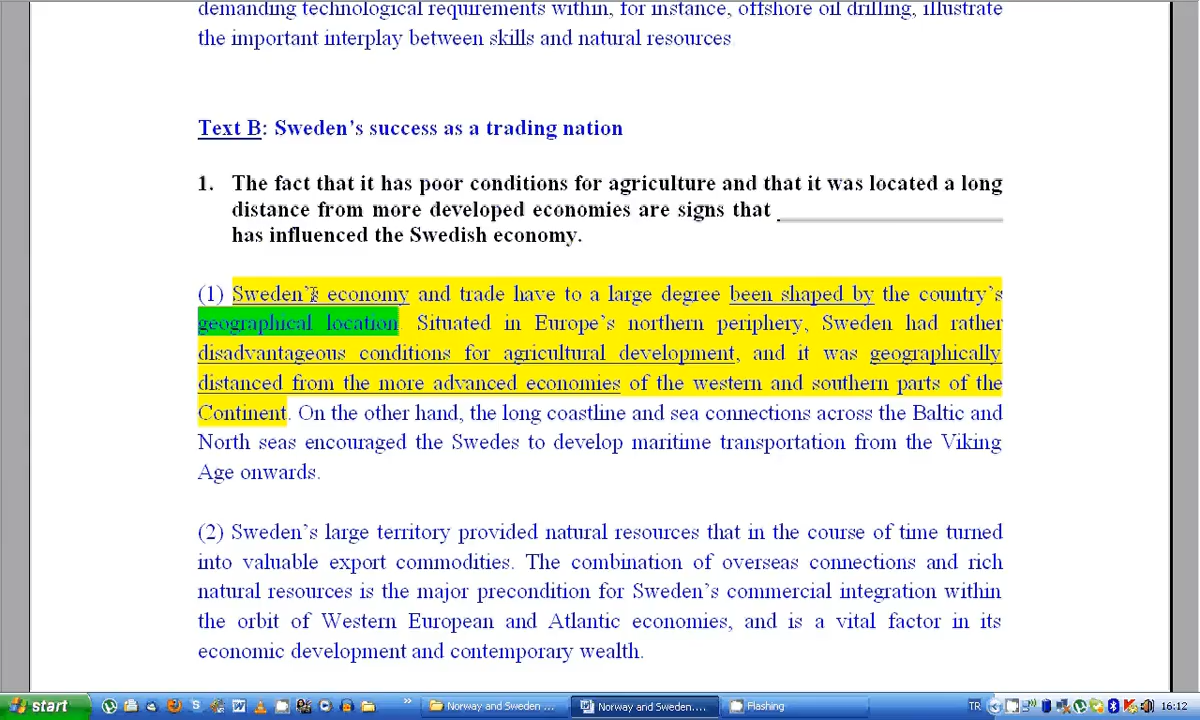 demanding technological requirements within, for instance, offshore oil drilling, illustrate
the important interplay between skills and natural resources
Text B: Sweden's success as a trading nation
1. The fact that it has poor conditions for agriculture and that it was located a long
distance from more developed economies are signs that ____________________
has influenced the Swedish economy.
(1) Sweden's economy and trade have to a large degree been shaped by the country's
geographical location. Situated in Europe's northern periphery, Sweden had rather
disadvantageous conditions for agricultural development, and it was geographically
distanced from the more advanced economies of the western and southern parts of the
Continent. On the other hand, the long coastline and sea connections across the Baltic and
North seas encouraged the Swedes to develop maritime transportation from the Viking
Age onwards.
(2) Sweden's large territory provided natural resources that in the course of time turned
into valuable export commodities. The combination of overseas connections and rich
natural resources is the major precondition for Sweden's commercial integration within
the orbit of Western European and Atlantic economies, and is a vital factor in its
economic development and contemporary wealth.
start Norway and Sweden ... Norway and Sweden.... Flashing TR 16:12